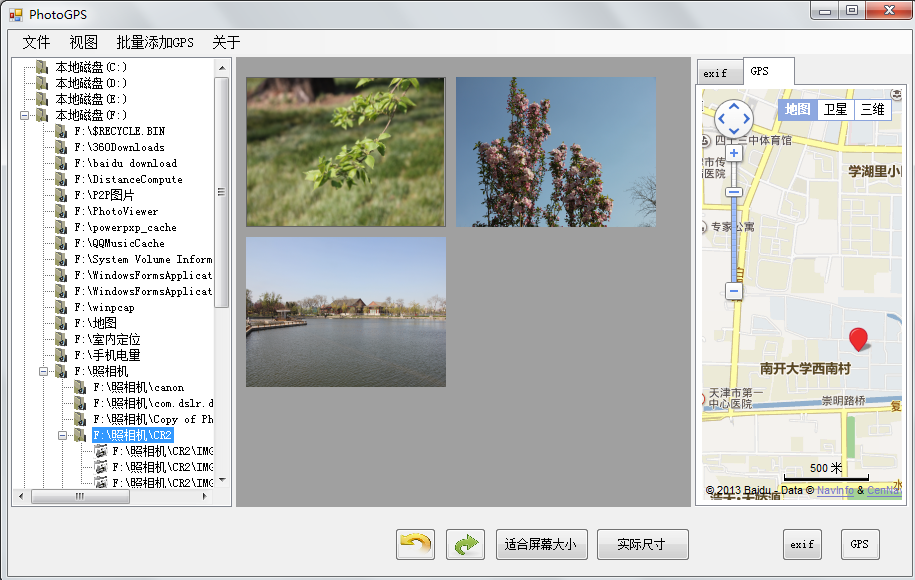 PhotoGPS
文件 视图 批量添加GPS 关于
本地磁盘(C:)
本地磁盘(D:)
本地磁盘(E:)
本地磁盘(F:)
F:\$RECYCLE.BIN
F:\360Downloads
F:\baidu download
F:\DistanceCompute
F:\P2P图片
F:\PhotoViewer
F:\powerpxp_cache
F:\QQMusicCache
F:\System Volume Inform
F:\WindowsFormsApplicat
F:\WindowsFormsApplicat
F:\winpcap
F:\地图
F:\室内定位
F:\手机电量
F:\照相机
F:\照相机\canon
F:\照相机\com.dslr.d
F:\照相机\Copy of Ph
F:\照相机\CR2
F:\照相机\CR2\IMG
F:\照相机\CR2\IMG
F:\照相机\CR2\IMG
exif GPS
地图 卫星 三维
四十三中体育馆
市传
医院
学湖里小
专家公寓
南开大学西南村
天津市第一
中心医院
崇明路桥
复
500 米
水
© 2013 Baidu - Data © NavInfo & CenNa
适合屏幕大小 实际尺寸 exif GPS